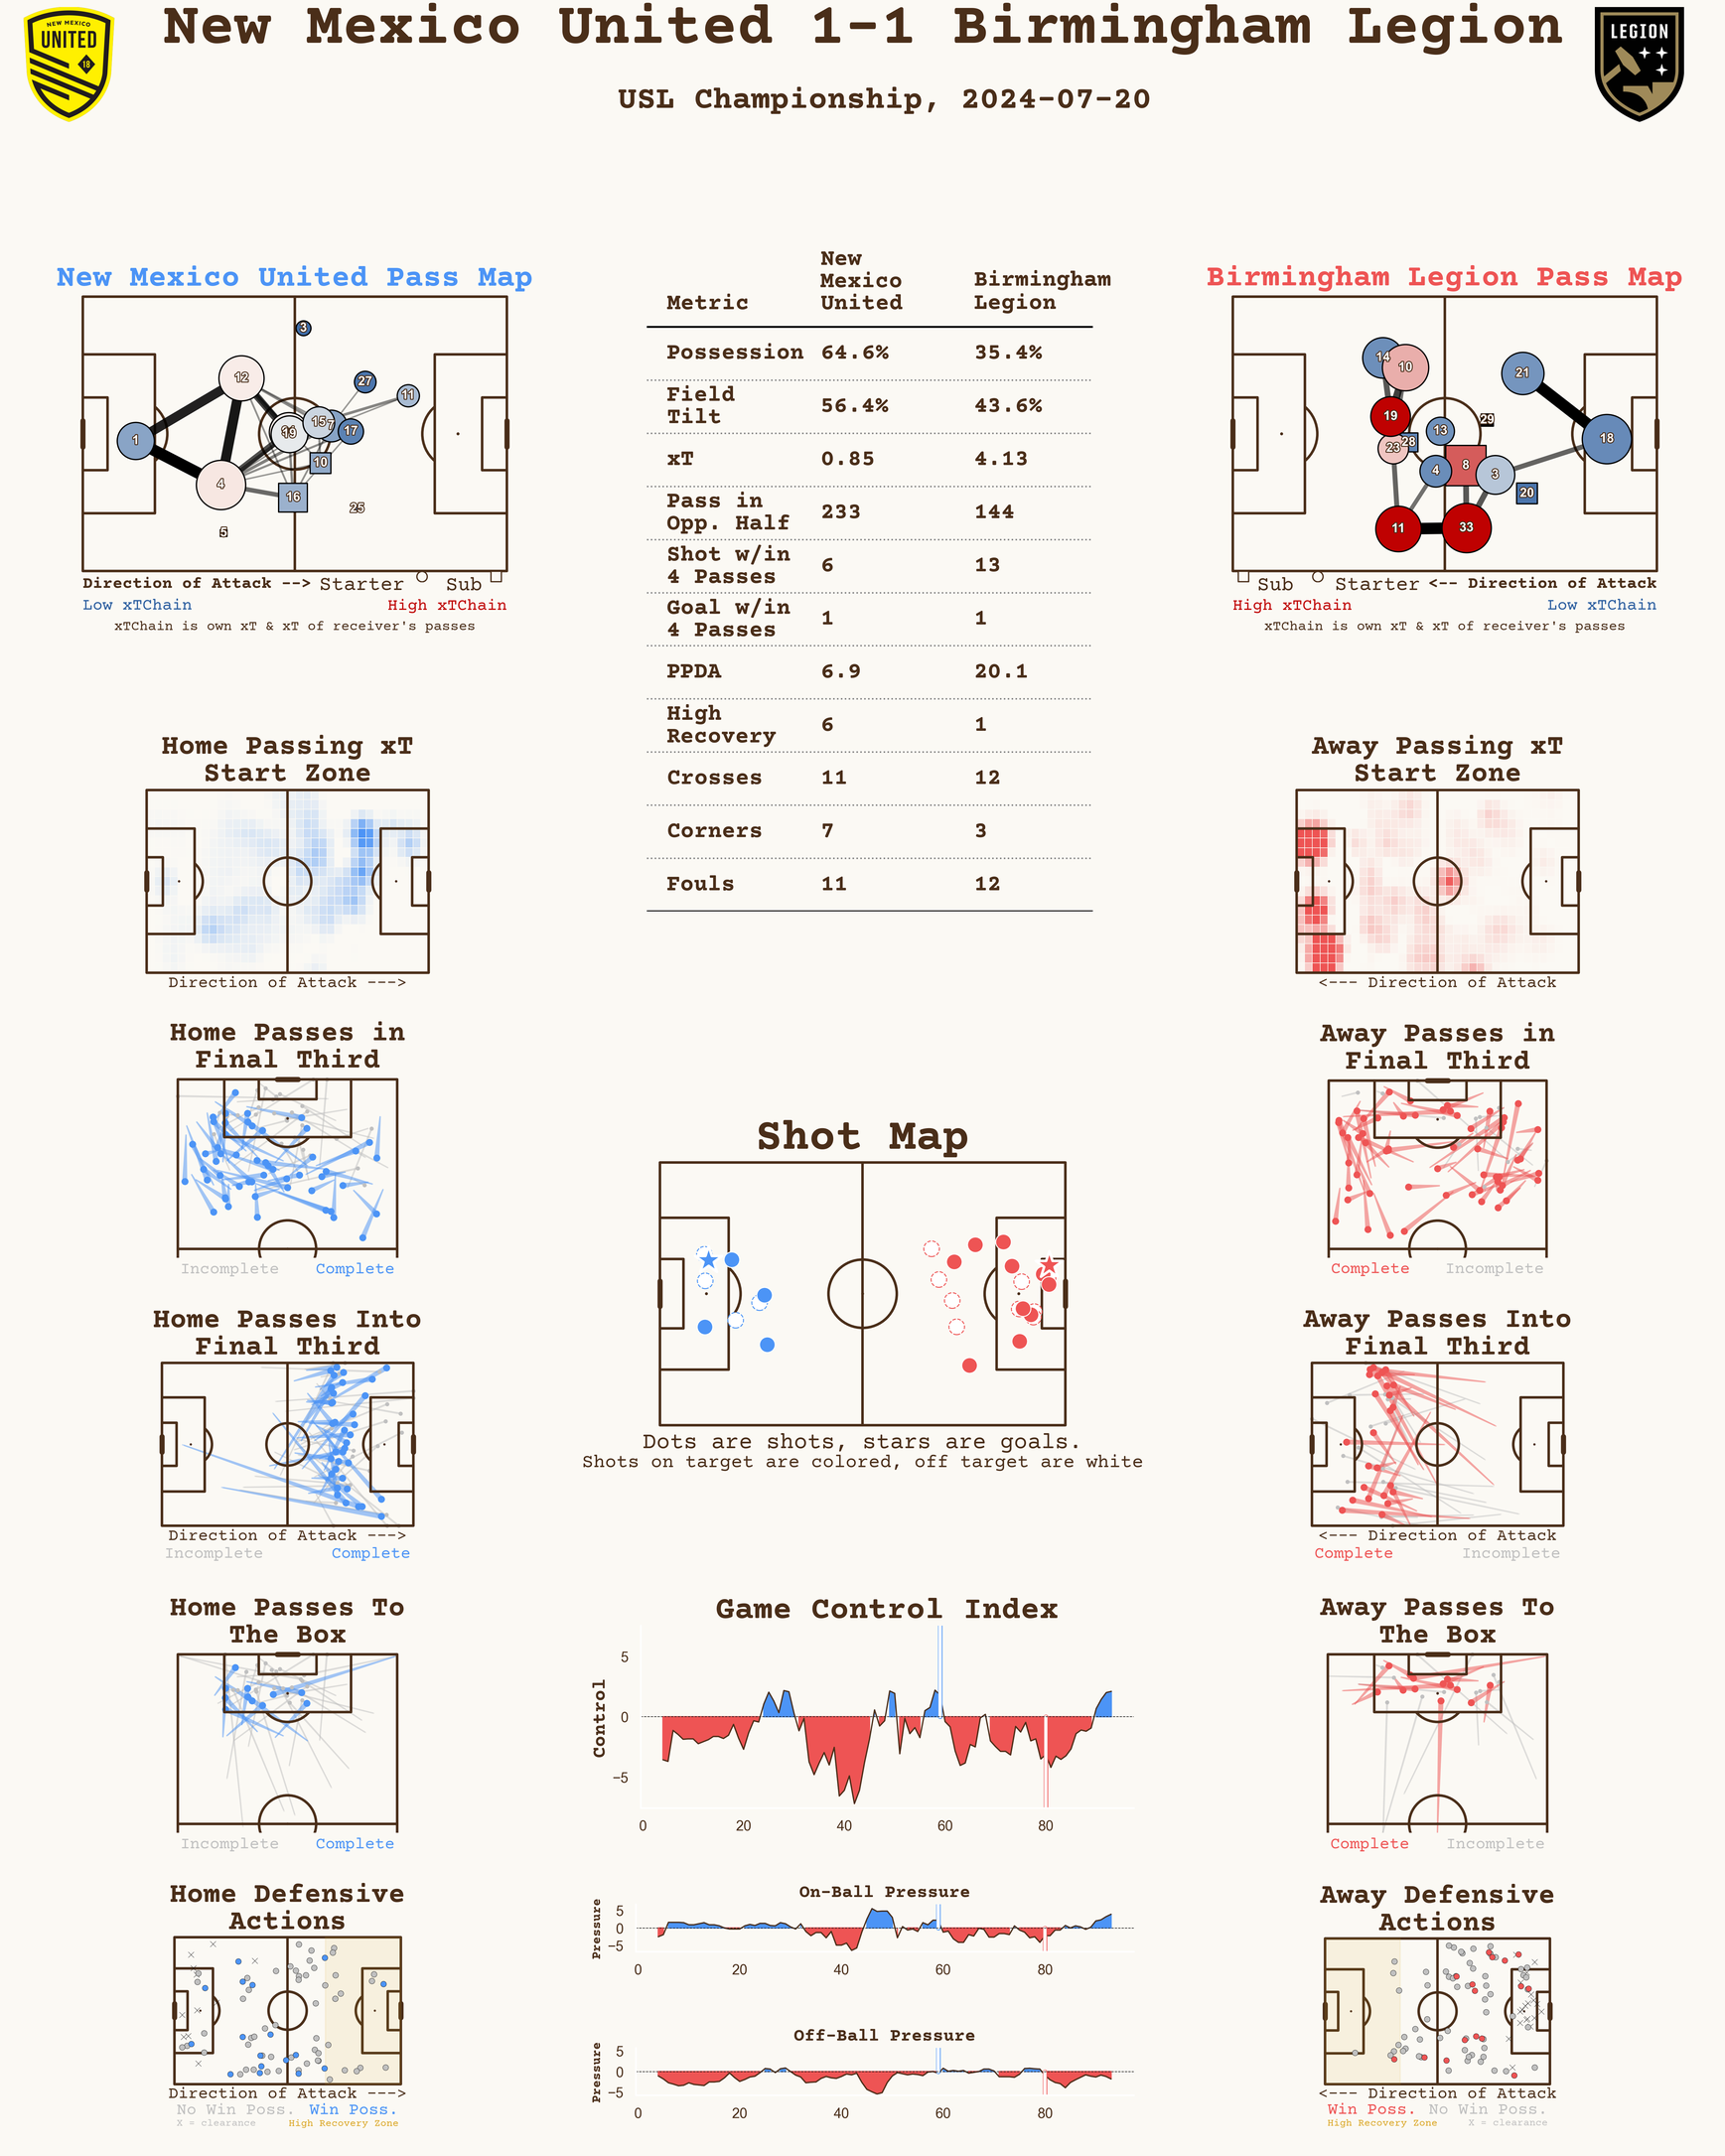 New Mexico United 1-1 Birmingham Legion
NEW MEXICO
UNITED
18
LEGION
USL Championship, 2024-07-20
New Mexico United Pass Map
3
12
27
11
1
19
15
7
17
10
4
16
25
5
Direction of Attack --> Starter Sub
Low xTChain High xTChain
xTChain is own xT & xT of receiver's passes
Metric New Mexico United Birmingham Legion
Possession 64.6% 35.4%
Field Tilt 56.4% 43.6%
xT 0.85 4.13
Pass in Opp. Half 233 144
Shot w/in 4 Passes 6 13
Goal w/in 4 Passes 1 1
PPDA 6.9 20.1
High Recovery 6 1
Crosses 11 12
Corners 7 3
Fouls 11 12
Birmingham Legion Pass Map
14
10
21
19
29
13
18
23
28
8
4
3
20
11
33
Sub Starter <-- Direction of Attack
High xTChain Low xTChain
xTChain is own xT & xT of receiver's passes
Home Passing xT
Start Zone
Direction of Attack --->
Away Passing xT
Start Zone
<--- Direction of Attack
Home Passes in
Final Third
Incomplete Complete
Away Passes in
Final Third
Complete Incomplete
Shot Map
Dots are shots, stars are goals.
Shots on target are colored, off target are white
Home Passes Into
Final Third
Direction of Attack --->
Incomplete Complete
Away Passes Into
Final Third
<--- Direction of Attack
Complete Incomplete
Home Passes To
The Box
Incomplete Complete
Game Control Index
Control
5
0
−5
0 20 40 60 80
Away Passes To
The Box
Complete Incomplete
Home Defensive
Actions
Direction of Attack --->
No Win Poss. Win Poss.
X = clearance High Recovery Zone
On-Ball Pressure
Pressure
5
0
−5
0 20 40 60 80
Off-Ball Pressure
Pressure
5
0
−5
0 20 40 60 80
Away Defensive
Actions
<--- Direction of Attack
Win Poss. No Win Poss.
High Recovery Zone X = clearance